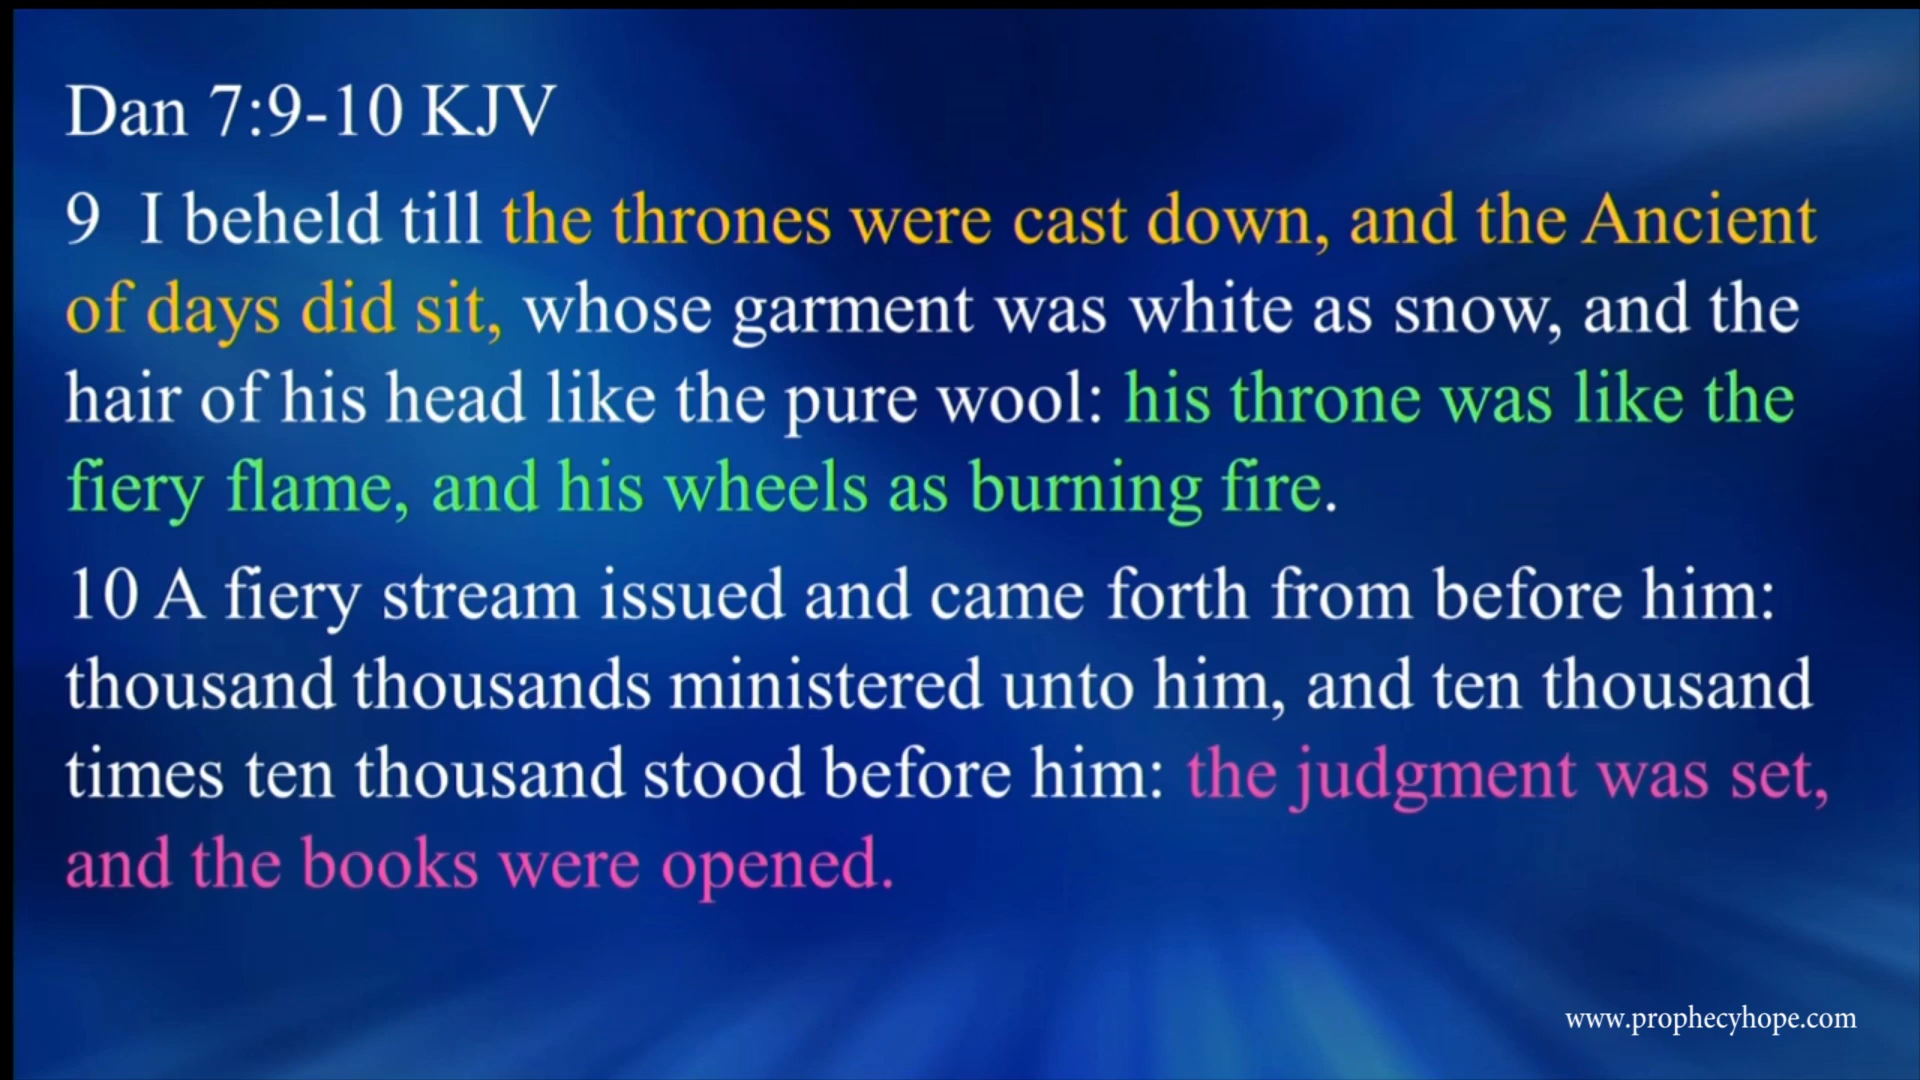 Dan 7:9-10 KJV
9 I beheld till the thrones were cast down, and the Ancient
of days did sit, whose garment was white as snow, and the
hair of his head like the pure wool: his throne was like the
fiery flame, and his wheels as burning fire.
10 A fiery stream issued and came forth from before him:
thousand thousands ministered unto him, and ten thousand
times ten thousand stood before him: the judgment was set,
and the books were opened.
www.prophecyhope.com